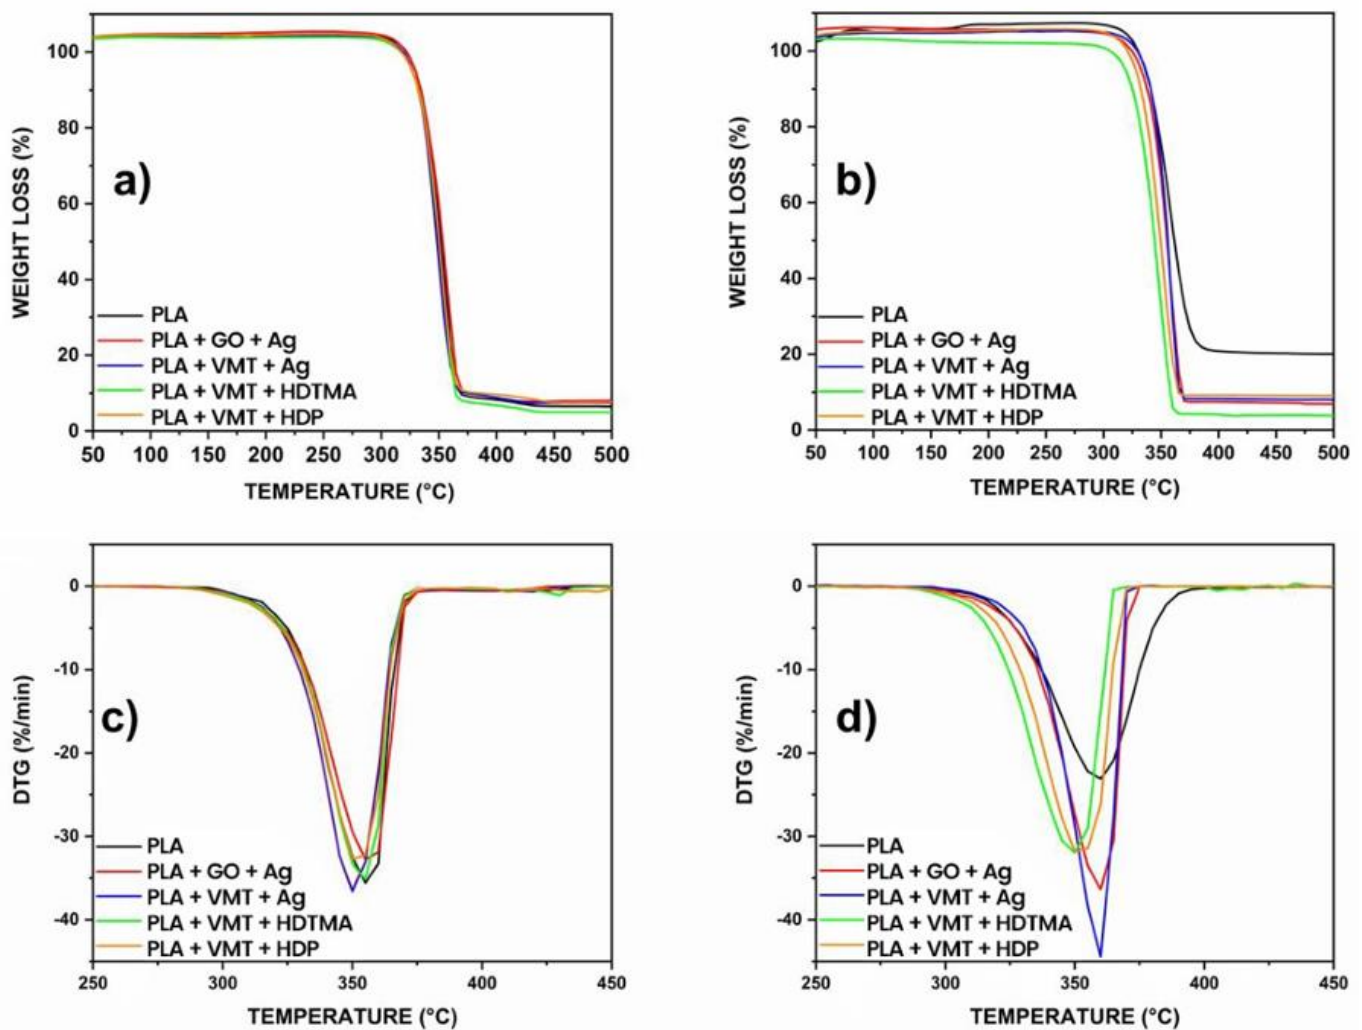 100
80
60
40
20
0
WEIGHT LOSS (%)
a)
PLA
PLA + GO + Ag
PLA + VMT + Ag
PLA + VMT + HDTMA
PLA + VMT + HDP
50 100 150 200 250 300 350 400 450 500
TEMPERATURE (°C)
100
80
60
40
20
0
WEIGHT LOSS (%)
b)
PLA
PLA + GO + Ag
PLA + VMT + Ag
PLA + VMT + HDTMA
PLA + VMT + HDP
50 100 150 200 250 300 350 400 450 500
TEMPERATURE (°C)
0
-10
-20
-30
-40
DTG (%/min)
c)
PLA
PLA + GO + Ag
PLA + VMT + Ag
PLA + VMT + HDTMA
PLA + VMT + HDP
250 300 350 400 450
TEMPERATURE (°C)
0
-10
-20
-30
-40
DTG (%/min)
d)
PLA
PLA + GO + Ag
PLA + VMT + Ag
PLA + VMT + HDTMA
PLA + VMT + HDP
250 300 350 400 450
TEMPERATURE (°C)